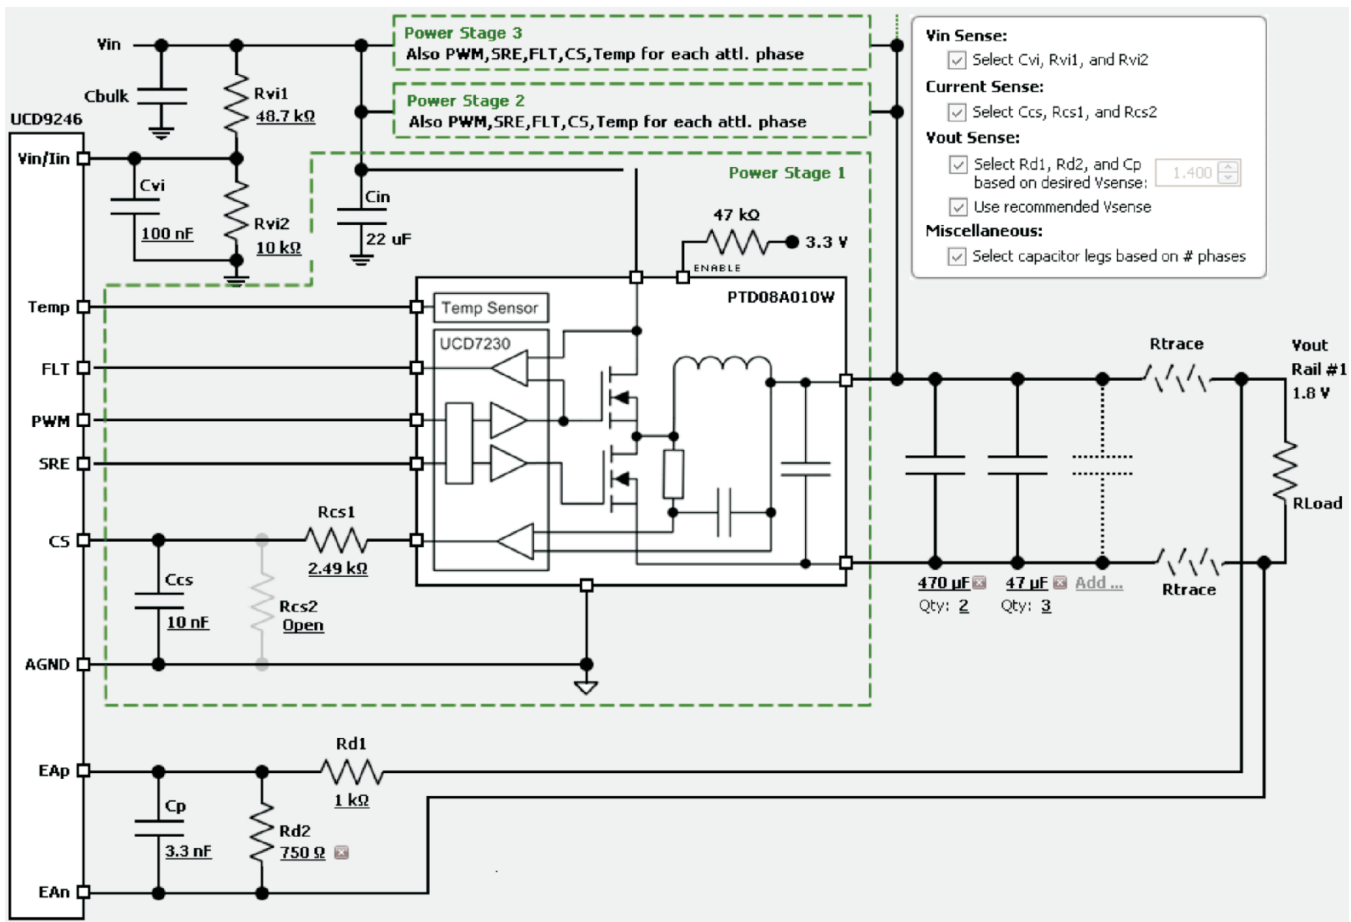 Power Stage 3
Also PWM,SRE,FLT,CS,Temp for each attl. phase
Vin
Cbulk
Rvi1
48.7 kΩ
Power Stage 2
Also PWM,SRE,FLT,CS,Temp for each attl. phase
Vin Sense:
Select Cvi, Rvi1, and Rvi2
Current Sense:
Select Ccs, Rcs1, and Rcs2
Vout Sense:
Select Rd1, Rd2, and Cp
based on desired Vsense:
1.400
Use recommended Vsense
Miscellaneous:
Select capacitor legs based on # phases
UCD9246
Vin/Iin
Cvi
100 nF
Rvi2
10 kΩ
Cin
22 uF
Power Stage 1
47 kΩ
3.3 V
ENABLE
PTD08A010W
Temp
Temp Sensor
UCD7230
FLT
PWM
SRE
CS
Rcs1
2.49 kΩ
Ccs
10 nF
Rcs2
Open
AGND
Rtrace
Vout
Rail #1
1.8 V
RLoad
470 µF
Qty: 2
47 µF
Qty: 3
Add ...
Rtrace
EAp
Rd1
1 kΩ
Cp
3.3 nF
Rd2
750 Ω
EAn